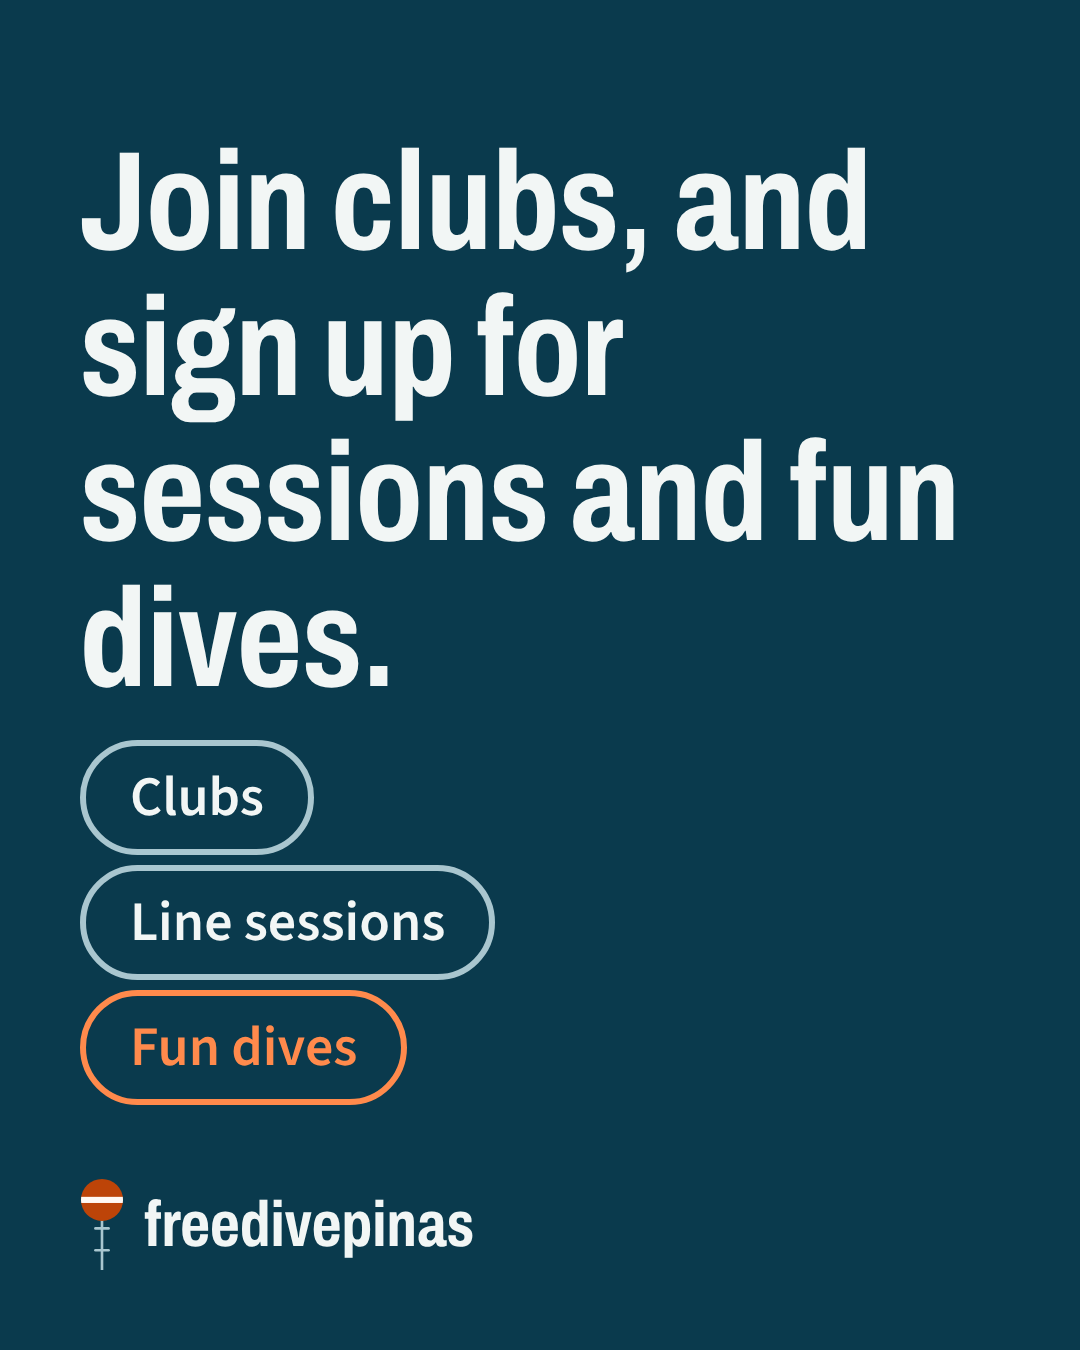 Join clubs, and
sign up for
sessions and fun
dives.
Clubs
Line sessions
Fun dives
freedivepinas